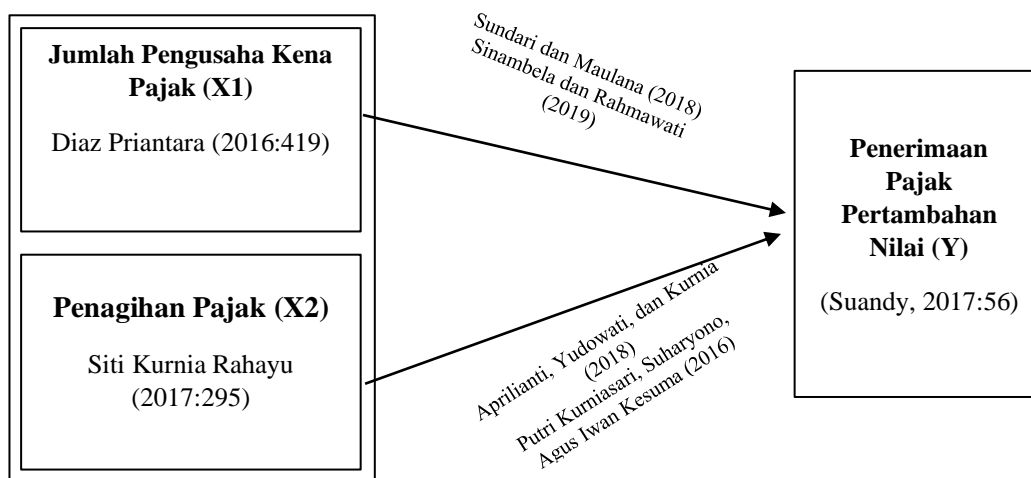 Jumlah Pengusaha Kena
Pajak (X1)
Diaz Priantara (2016:419)
Sundari dan Maulana (2018)
Sinambela dan Rahmawati
(2019)
Penagihan Pajak (X2)
Siti Kurnia Rahayu
(2017:295)
Aprilianti, Yudowati, dan Kurnia
(2018)
Putri Kurniasari, Suharyono,
Agus Iwan Kesuma (2016)
Penerimaan
Pajak
Pertambahan
Nilai (Y)
(Suandy, 2017:56)